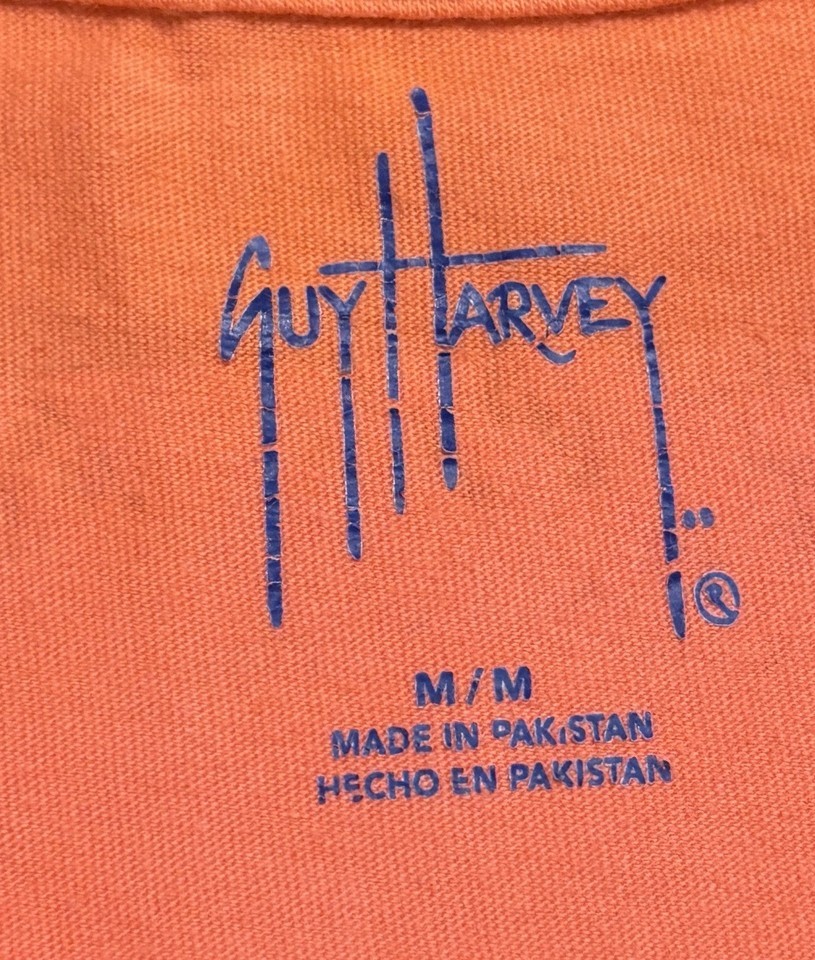 GUY HARVEY ®
M / M
MADE IN PAKISTAN
HECHO EN PAKISTAN